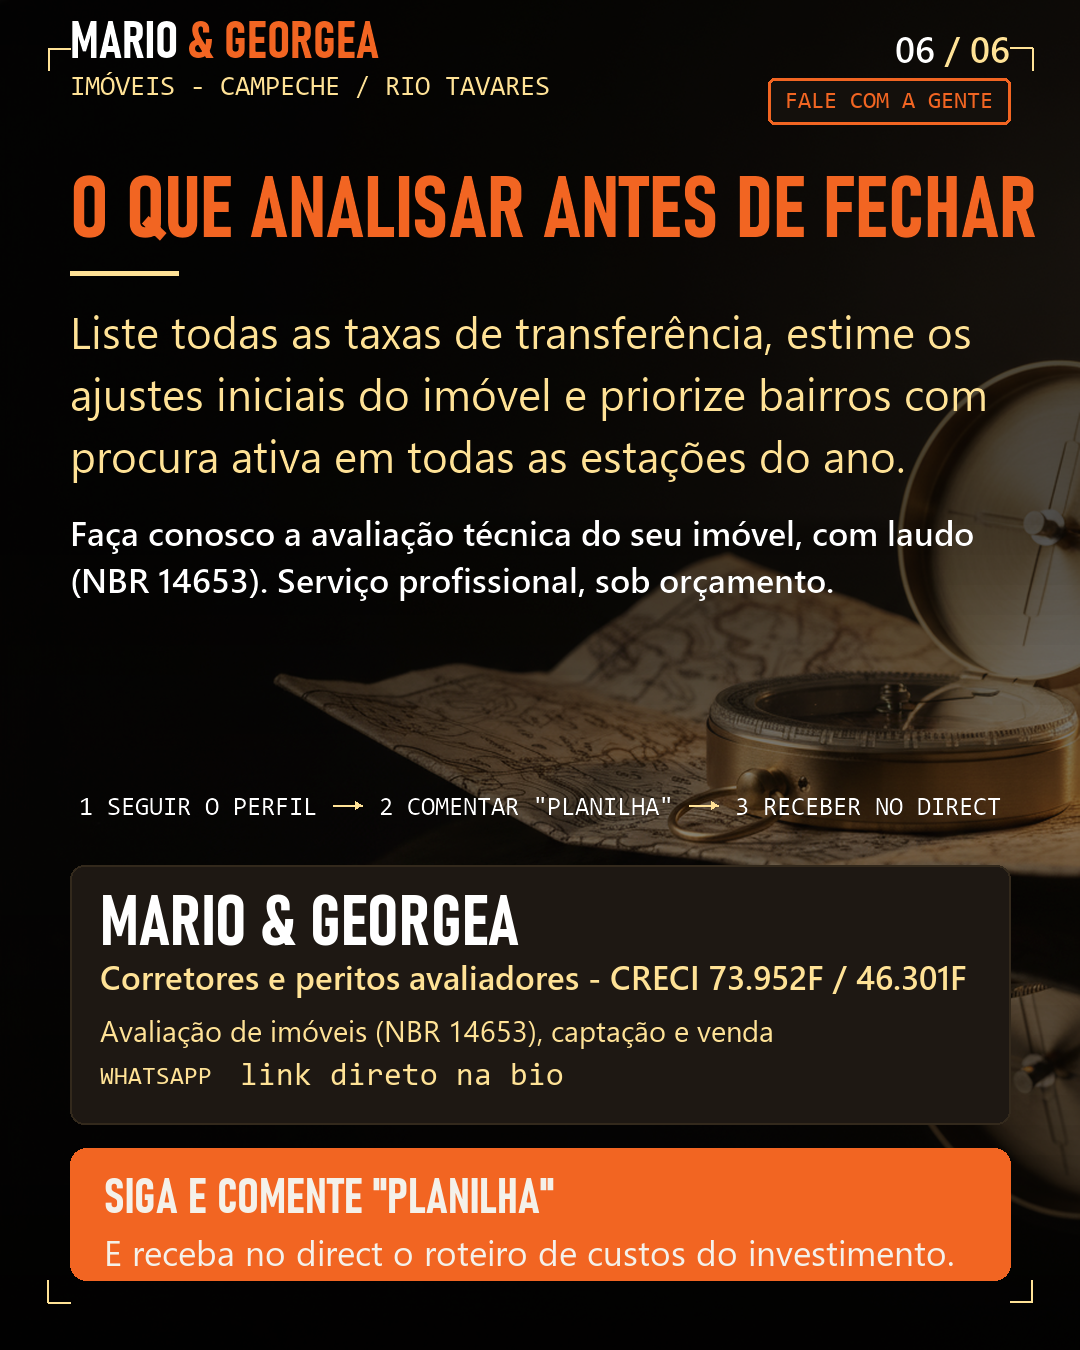 MARIO & GEORGEA
IMÓVEIS - CAMPECHE / RIO TAVARES
06 / 06
FALE COM A GENTE
O QUE ANALISAR ANTES DE FECHAR
Liste todas as taxas de transferência, estime os
ajustes iniciais do imóvel e priorize bairros com
procura ativa em todas as estações do ano.
Faça conosco a avaliação técnica do seu imóvel, com laudo
(NBR 14653). Serviço profissional, sob orçamento.
1 SEGUIR O PERFIL → 2 COMENTAR "PLANILHA" → 3 RECEBER NO DIRECT
MARIO & GEORGEA
Corretores e peritos avaliadores - CRECI 73.952F / 46.301F
Avaliação de imóveis (NBR 14653), captação e venda
WHATSAPP link direto na bio
SIGA E COMENTE "PLANILHA"
E receba no direct o roteiro de custos do investimento.